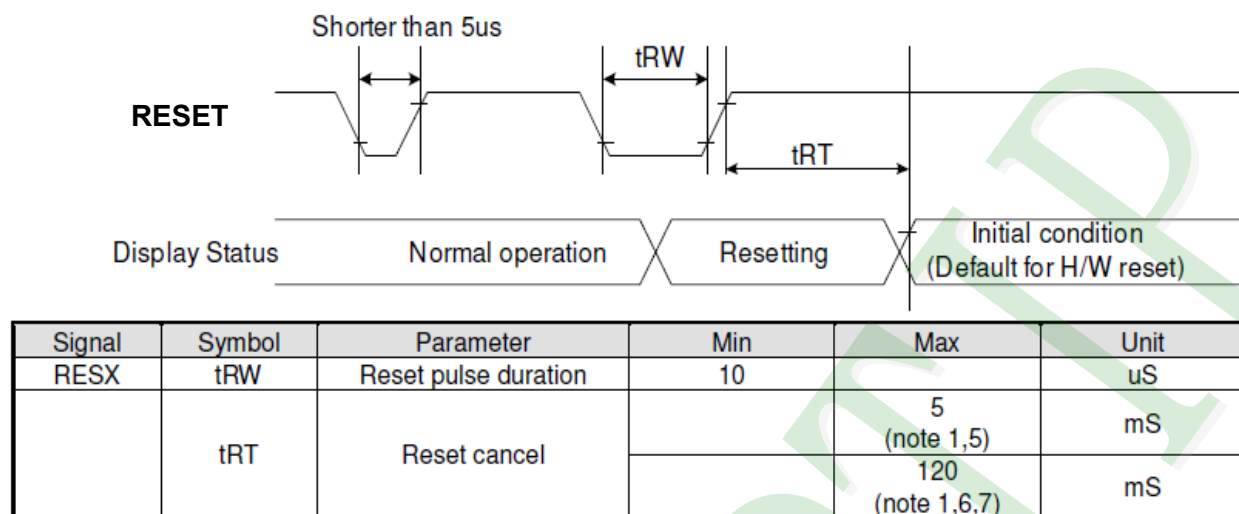 Shorter than 5us
tRW
RESET
tRT
Display Status
Normal operation
Resetting
Initial condition
(Default for H/W reset)
Signal Symbol Parameter Min Max Unit
RESX tRW Reset pulse duration 10 uS
tRT Reset cancel
5
(note 1,5)
mS
120
(note 1,6,7)
mS